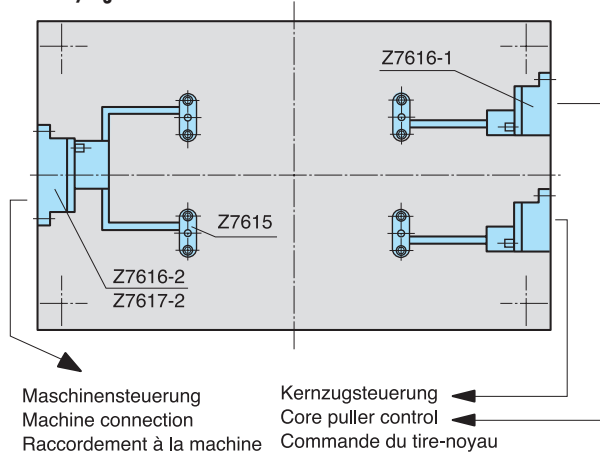 Z7616-1
Z7615
Z7616-2
Z7617-2
Maschinensteuerung
Machine connection
Raccordement à la machine
Kernzugsteuerung
Core puller control
Commande du tire-noyau